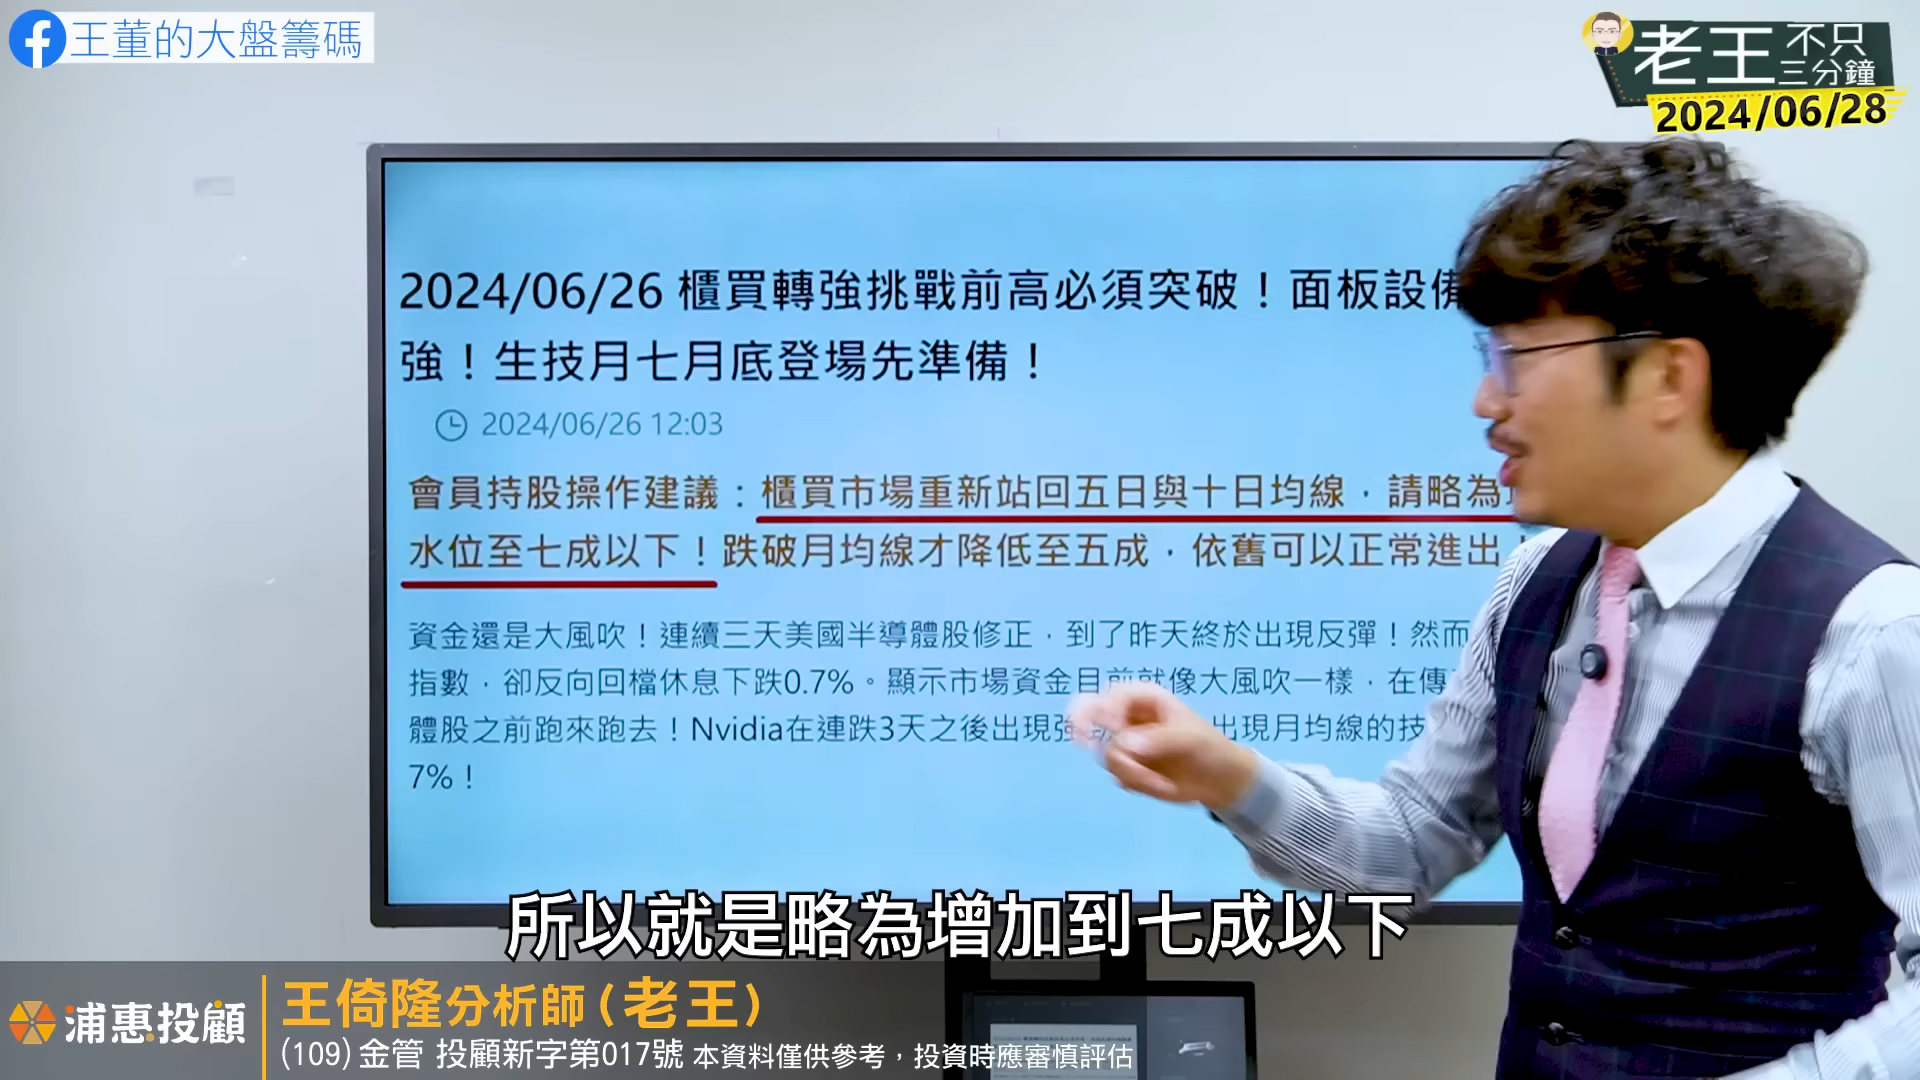 王董的大盤籌碼
老王 不只三分鐘
2024/06/28
2024/06/26 櫃買轉強挑戰前高必須突破！面板設備
強！生技月七月底登場先準備！
2024/06/26 12:03
會員持股操作建議：櫃買市場重新站回五日與十日均線，請略為
水位至七成以下！跌破月均線才降低至五成，依舊可以正常進出！
資金還是大風吹！連續三天美國半導體股修正，到了昨天終於出現反彈！然而
指數，卻反向回檔休息下跌0.7%。顯示市場資金目前就像大風吹一樣，在傳
體股之前跑來跑去！Nvidia在連跌3天之後出現強 出現月均線的技
7%！
所以就是略為增加到七成以下
浦惠投顧
王倚隆分析師(老王)
(109)金管 投顧新字第017號 本資料僅供參考，投資時應審慎評估